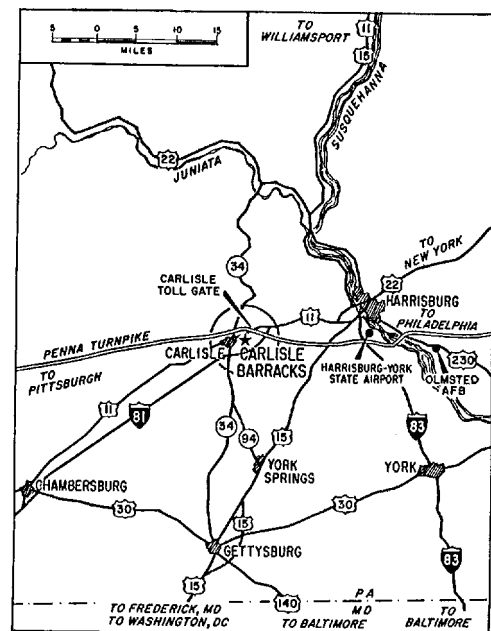 5 0 5 10 15
MILES
TO
WILLIAMSPORT
11
15
SUSQUEHANNA
22
JUNIATA
34
TO
NEW YORK
22
CARLISLE
TOLL GATE
HARRISBURG
11
TO
PHILADELPHIA
PENNA TURNPIKE
TO
PITTSBURGH
CARLISLE
CARLISLE
BARRACKS
HARRISBURG-YORK
STATE AIRPORT
230
OLMSTED
AFB
11
81
34
94
15
83
YORK
SPRINGS
YORK
CHAMBERSBURG
30
30
15
GETTYSBURG
83
15
140
PA
MD
TO FREDERICK, MD
TO WASHINGTON, DC
TO BALTIMORE
TO
BALTIMORE